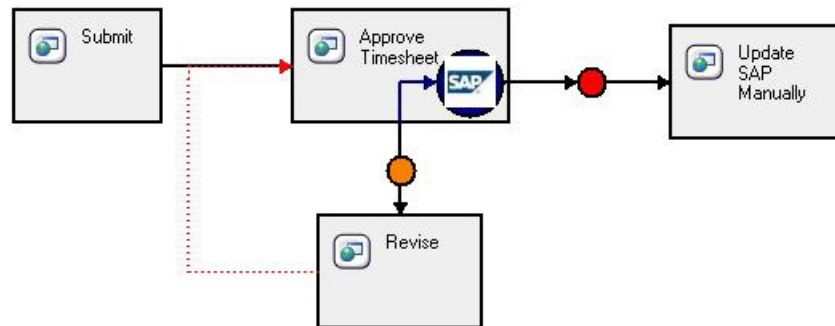 Submit
Approve
Timesheet
SAP
Update
SAP
Manually
Revise